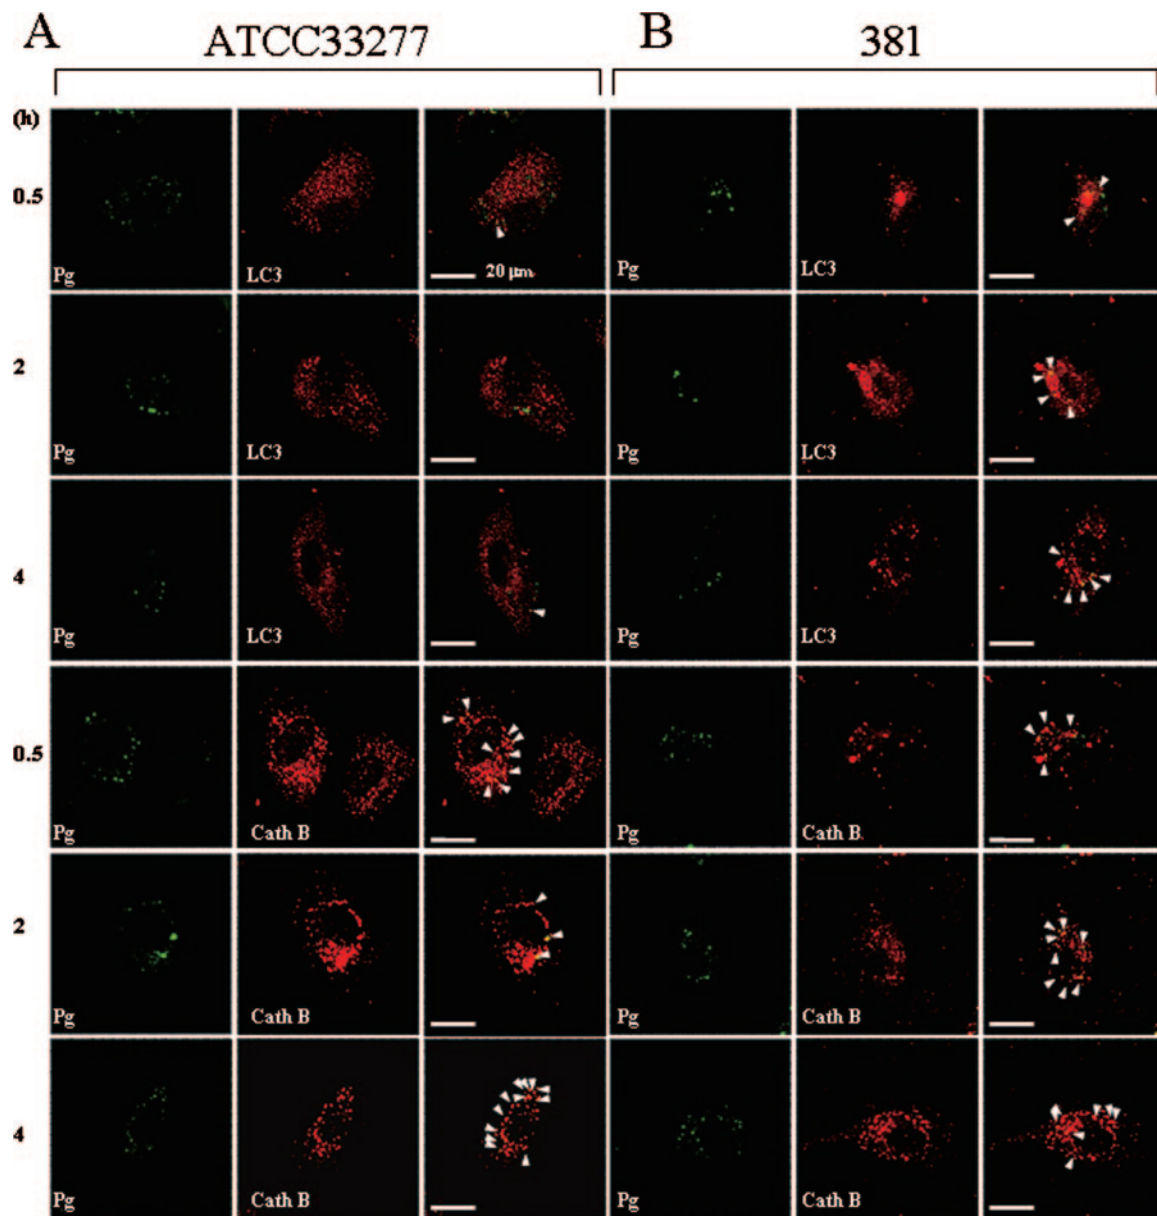 A B
ATCC33277 381
(h)
0.5 Pg LC3 20 µm Pg LC3
2 Pg LC3 Pg LC3
4 Pg LC3 Pg LC3
0.5 Pg Cath B Pg Cath B
2 Pg Cath B Pg Cath B
4 Pg Cath B Pg Cath B